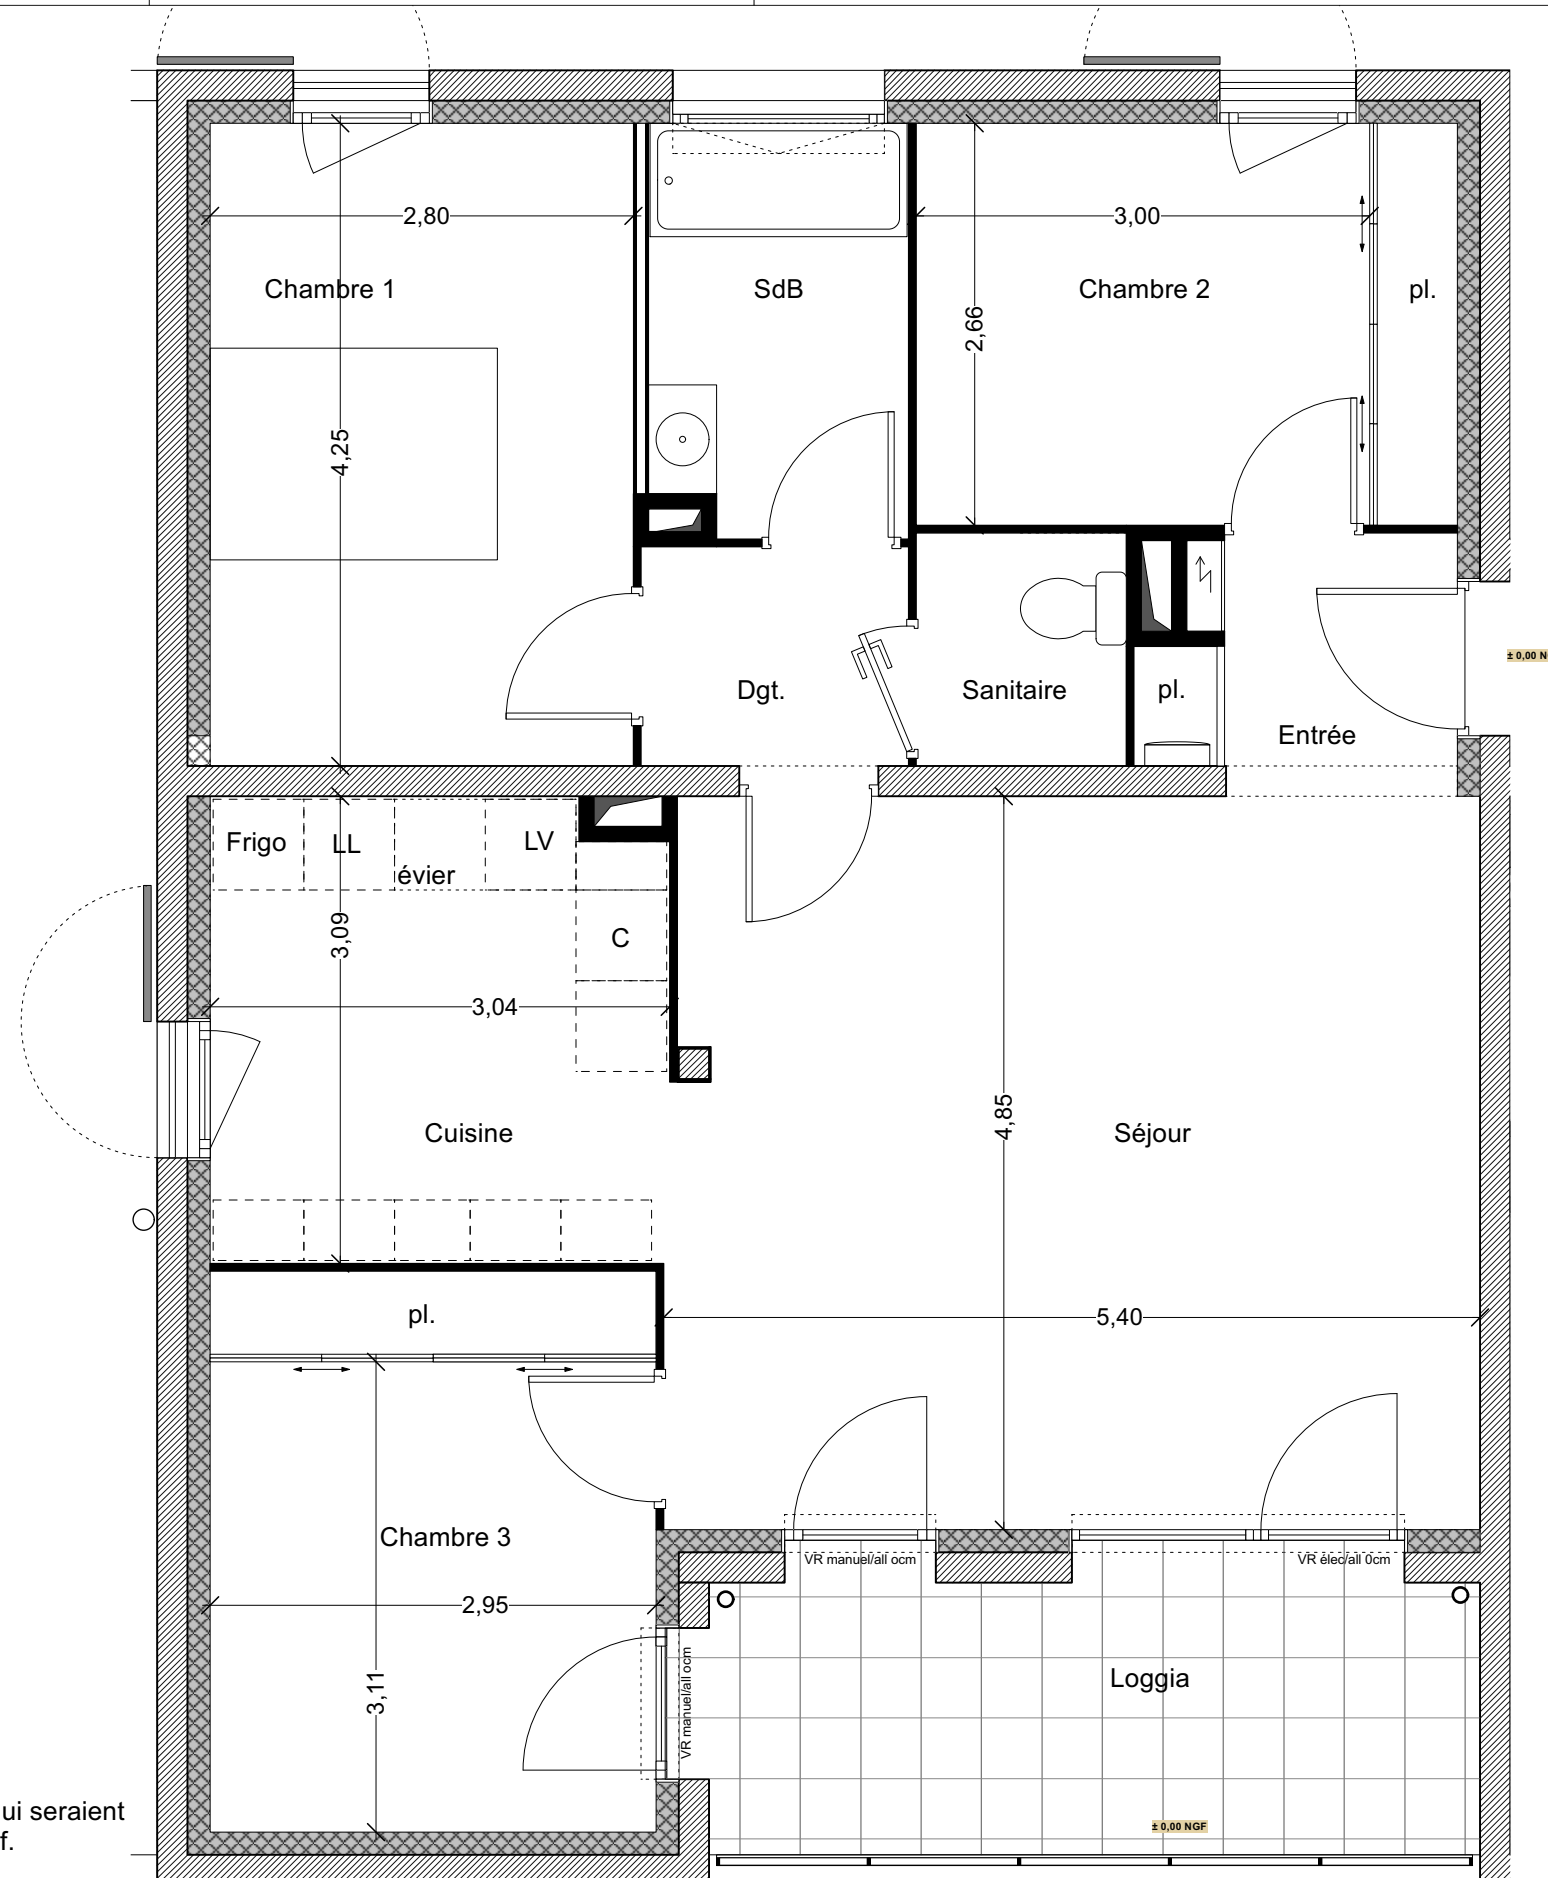 2,80
3,00
Chambre 1
SdB
Chambre 2
pl.
2,66
4,25
± 0,00 N
Dgt.
Sanitaire
pl.
Entrée
Frigo
LL
évier
LV
3,09
C
3,04
4,85
Cuisine
Séjour
pl.
5,40
Chambre 3
VR manuel/all ocm
VR élec/all 0cm
2,95
VR manuel/all ocm
3,11
Loggia
ui seraient
f.
± 0,00 NGF